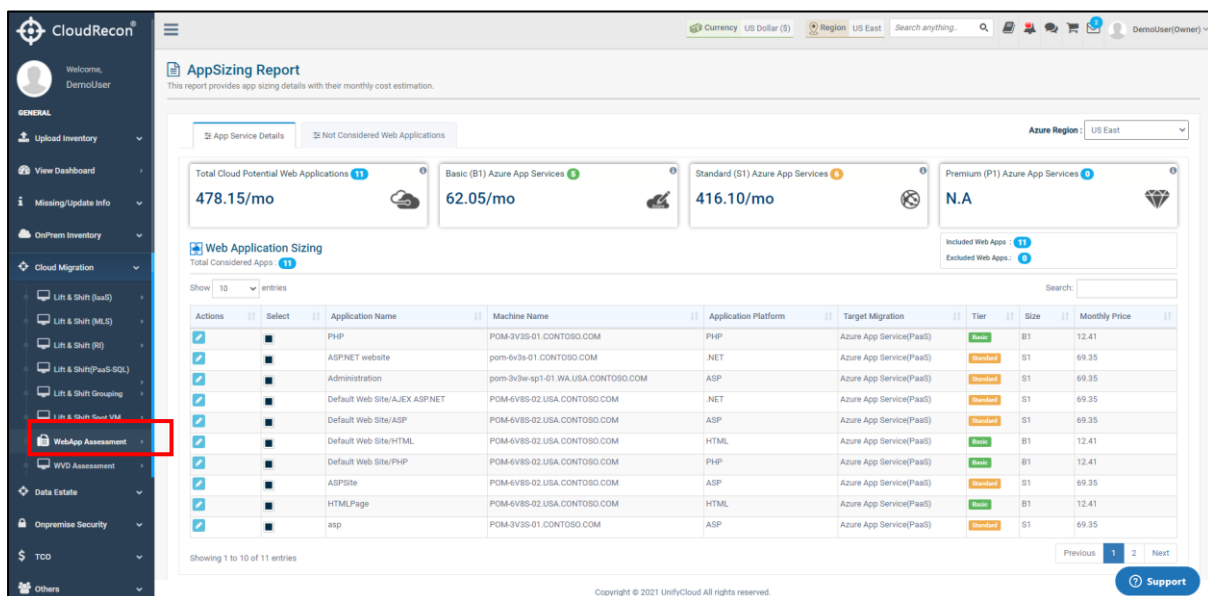 CloudRecon®
Currency US Dollar ($) Region US East Search anything.. 2 DemoUser(Owner)
Welcome,
DemoUser
GENERAL
Upload Inventory
View Dashboard
Missing/Update Info
OnPrem Inventory
Cloud Migration
Lift & Shift (IaaS)
Lift & Shift (MLS)
Lift & Shift (RI)
Lift & Shift(PaaS-SQL)
Lift & Shift Grouping
Lift & Shift Spot VM
WebApp Assessment
WVD Assessment
Data Estate
Onpremise Security
$ TCO
Others
AppSizing Report
This report provides app sizing details with their monthly cost estimation.
App Service Details Not Considered Web Applications Azure Region : US East
Total Cloud Potential Web Applications 11
478.15/mo
Basic (B1) Azure App Services 5
62.05/mo
Standard (S1) Azure App Services 6
416.10/mo
Premium (P1) Azure App Services 0
N.A
Web Application Sizing
Total Considered Apps : 11
Included Web Apps : 11
Excluded Web Apps.: 0
Show 10 entries Search:
Actions Select Application Name Machine Name Application Platform Target Migration Tier Size Monthly Price
PHP POM-3V3S-01.CONTOSO.COM PHP Azure App Service(PaaS) Basic B1 12.41
ASP.NET website pom-6v3s-01.CONTOSO.COM .NET Azure App Service(PaaS) Standard S1 69.35
Administration pom-3v3w-sp1-01.WA.USA.CONTOSO.COM ASP Azure App Service(PaaS) Standard S1 69.35
Default Web Site/AJEX ASP.NET POM-6V8S-02.USA.CONTOSO.COM .NET Azure App Service(PaaS) Standard S1 69.35
Default Web Site/ASP POM-6V8S-02.USA.CONTOSO.COM ASP Azure App Service(PaaS) Standard S1 69.35
Default Web Site/HTML POM-6V8S-02.USA.CONTOSO.COM HTML Azure App Service(PaaS) Basic B1 12.41
Default Web Site/PHP POM-6V8S-02.USA.CONTOSO.COM PHP Azure App Service(PaaS) Basic B1 12.41
ASPSite POM-6V8S-02.USA.CONTOSO.COM ASP Azure App Service(PaaS) Standard S1 69.35
HTMLPage POM-6V8S-02.USA.CONTOSO.COM HTML Azure App Service(PaaS) Basic B1 12.41
asp POM-3V3S-01.CONTOSO.COM ASP Azure App Service(PaaS) Standard S1 69.35
Showing 1 to 10 of 11 entries Previous 1 2 Next
Support
Copyright © 2021 UnifyCloud All rights reserved.